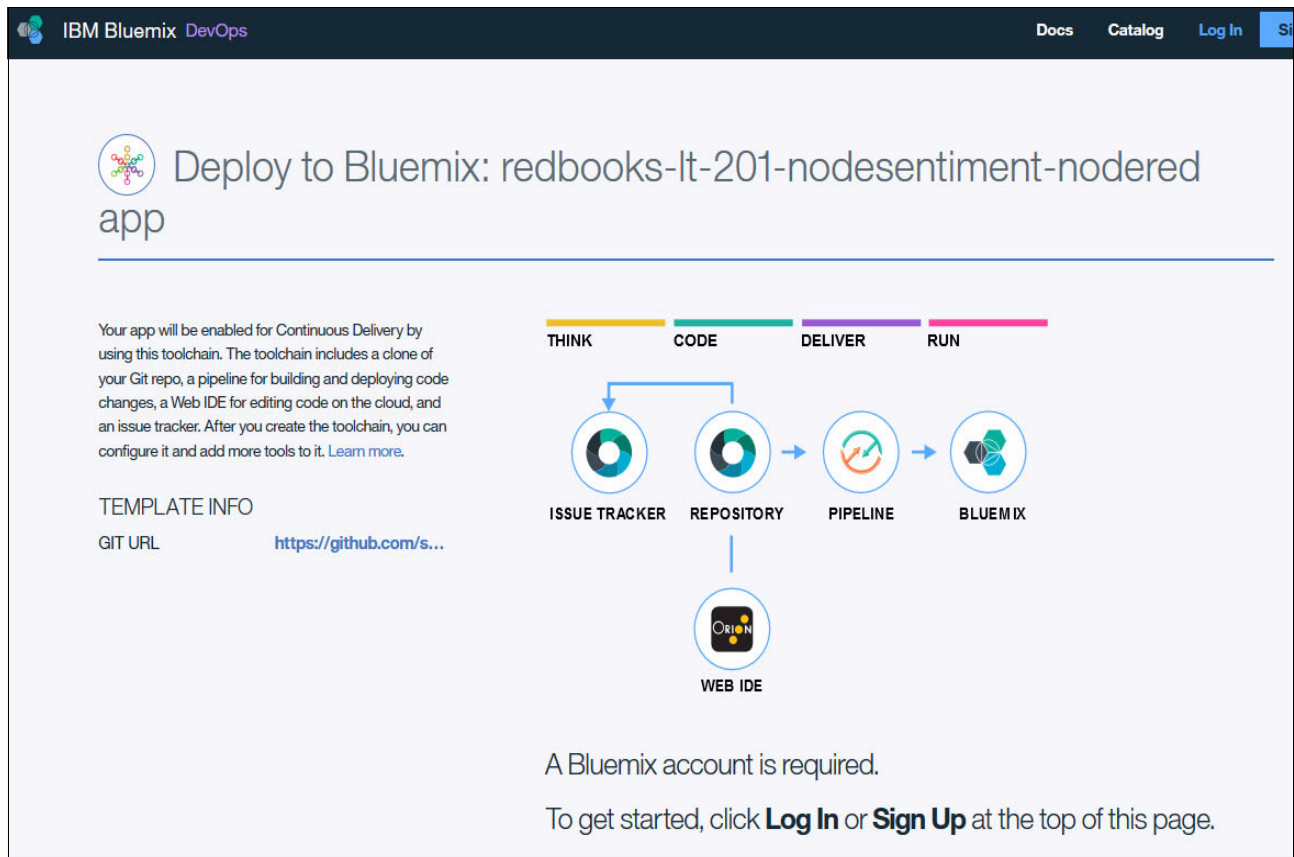 IBM Bluemix DevOps
Docs Catalog Log In Si
Deploy to Bluemix: redbooks-lt-201-nodesentiment-nodered
app
Your app will be enabled for Continuous Delivery by
using this toolchain. The toolchain includes a clone of
your Git repo, a pipeline for building and deploying code
changes, a Web IDE for editing code on the cloud, and
an issue tracker. After you create the toolchain, you can
configure it and add more tools to it. Learn more.
TEMPLATE INFO
GIT URL https://github.com/s...
THINK CODE DELIVER RUN
ISSUE TRACKER REPOSITORY PIPELINE BLUEMIX
ORION
WEB IDE
A Bluemix account is required.
To get started, click Log In or Sign Up at the top of this page.